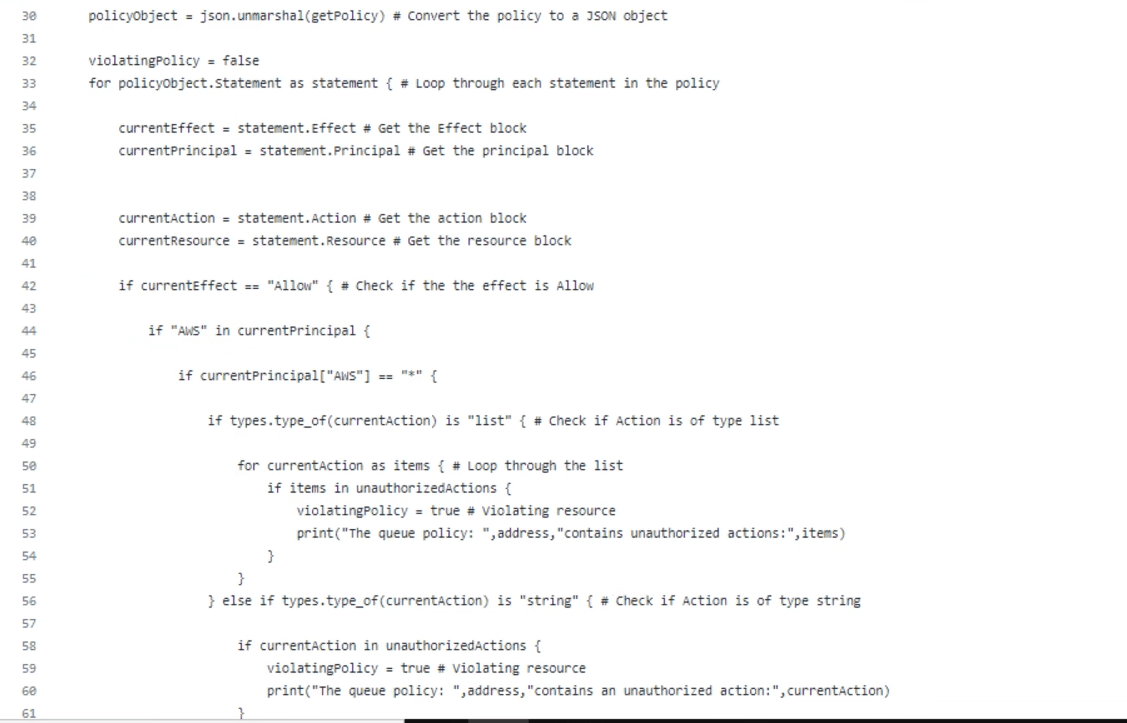 30 policyObject = json.unmarshal(getPolicy) # Convert the policy to a JSON object
31
32 violatingPolicy = false
33 for policyObject.Statement as statement { # Loop through each statement in the policy
34
35 currentEffect = statement.Effect # Get the Effect block
36 currentPrincipal = statement.Principal # Get the principal block
37
38
39 currentAction = statement.Action # Get the action block
40 currentResource = statement.Resource # Get the resource block
41
42 if currentEffect == "Allow" { # Check if the the effect is Allow
43
44 if "AWS" in currentPrincipal {
45
46 if currentPrincipal["AWS"] == "*" {
47
48 if types.type_of(currentAction) is "list" { # Check if Action is of type list
49
50 for currentAction as items { # Loop through the list
51 if items in unauthorizedActions {
52 violatingPolicy = true # Violating resource
53 print("The queue policy: ",address,"contains unauthorized actions:",items)
54 }
55 }
56 } else if types.type_of(currentAction) is "string" { # Check if Action is of type string
57
58 if currentAction in unauthorizedActions {
59 violatingPolicy = true # Violating resource
60 print("The queue policy: ",address,"contains an unauthorized action:",currentAction)
61 }